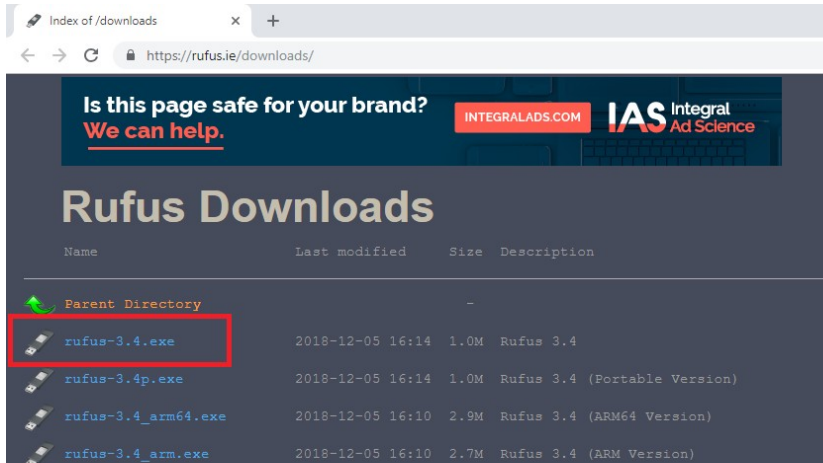 Index of /downloads
https://rufus.ie/downloads/
Is this page safe for your brand?
We can help.
INTEGRALADS.COM
IAS Integral
Ad Science
Rufus Downloads
Name Last modified Size Description
Parent Directory -
rufus-3.4.exe 2018-12-05 16:14 1.0M Rufus 3.4
rufus-3.4p.exe 2018-12-05 16:14 1.0M Rufus 3.4 (Portable Version)
rufus-3.4_arm64.exe 2018-12-05 16:10 2.9M Rufus 3.4 (ARM64 Version)
rufus-3.4_arm.exe 2018-12-05 16:10 2.7M Rufus 3.4 (ARM Version)